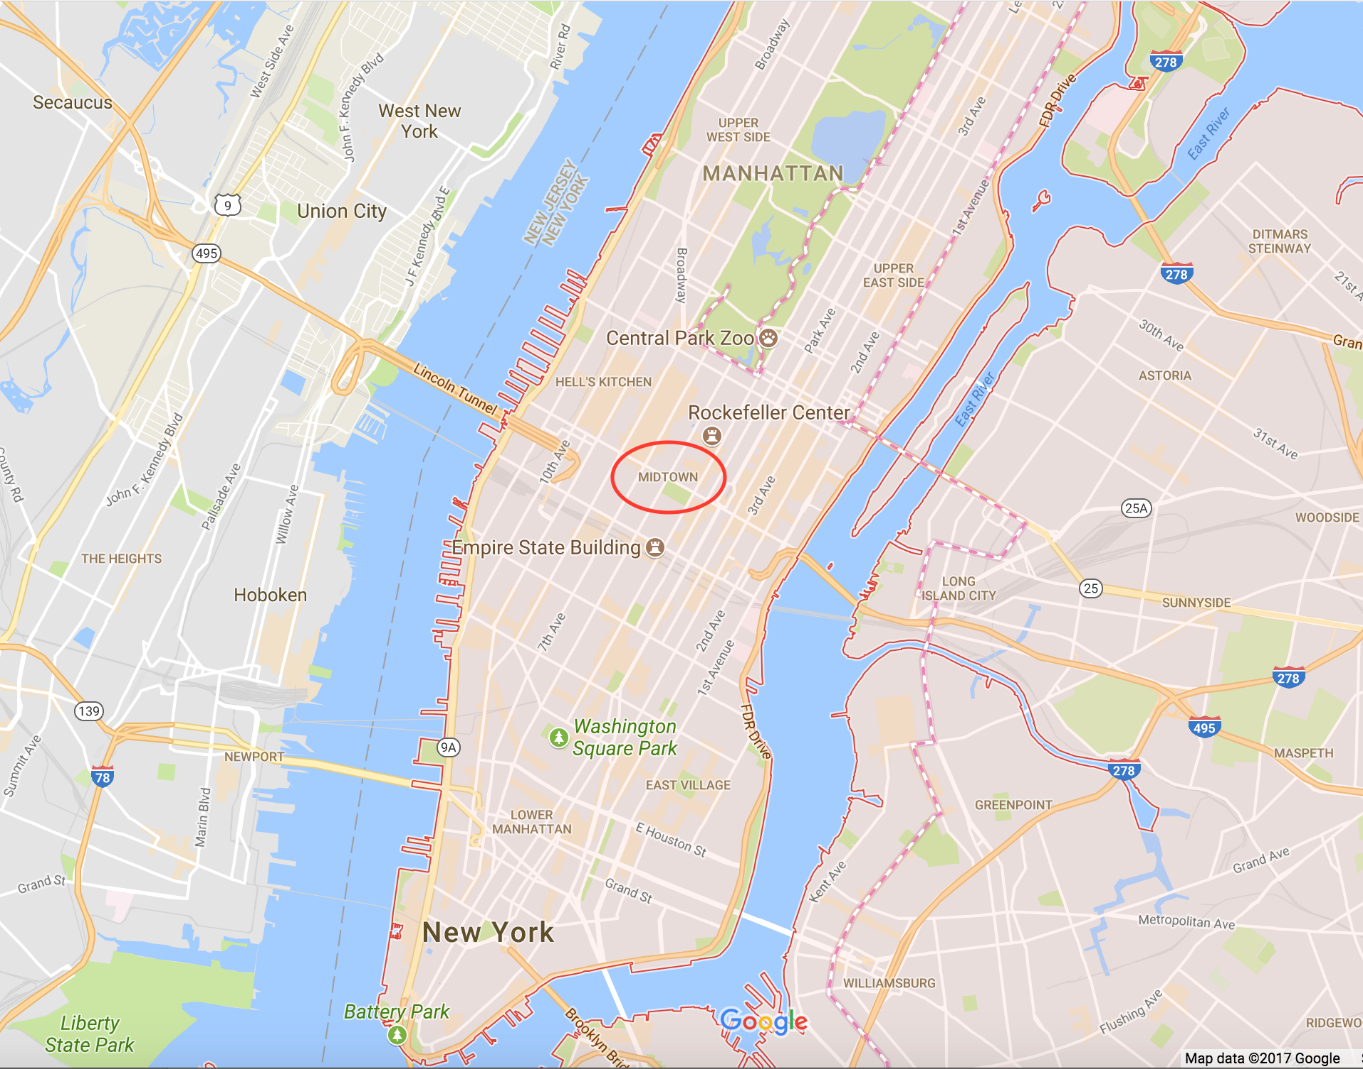 Secaucus
West Side Ave
John F. Kennedy Blvd
River Rd
West New
York
Union City
J F Kennedy Blvd E
9
495
NEW JERSEY
NEW YORK
Broadway
UPPER
WEST SIDE
MANHATTAN
3rd Ave
FDR Drive
278
East River
1st Avenue
DITMARS
STEINWAY
278
21st A
Broadway
UPPER
EAST SIDE
Park Ave
2nd Ave
30th Ave
Gran
Central Park Zoo
Lincoln Tunnel
HELL'S KITCHEN
ASTORIA
East River
Rockefeller Center
31st Ave
10th Ave
MIDTOWN
3rd Ave
25A
WOODSIDE
County Rd
John F. Kennedy Blvd
Palisade Ave
Willow Ave
THE HEIGHTS
Empire State Building
Hoboken
LONG
ISLAND CITY
25
SUNNYSIDE
7th Ave
2nd Ave
1st Avenue
278
139
Summit Ave
9A
Washington
Square Park
FDR Drive
495
MASPETH
NEWPORT
78
278
EAST VILLAGE
GREENPOINT
Marin Blvd
LOWER
MANHATTAN
E Houston St
Grand St
Grand St
Kent Ave
Grand Ave
Metropolitan Ave
New York
WILLIAMSBURG
Battery Park
Liberty
State Park
Brooklyn Brid
Google
Flushing Ave
RIDGEWO
Map data ©2017 Google